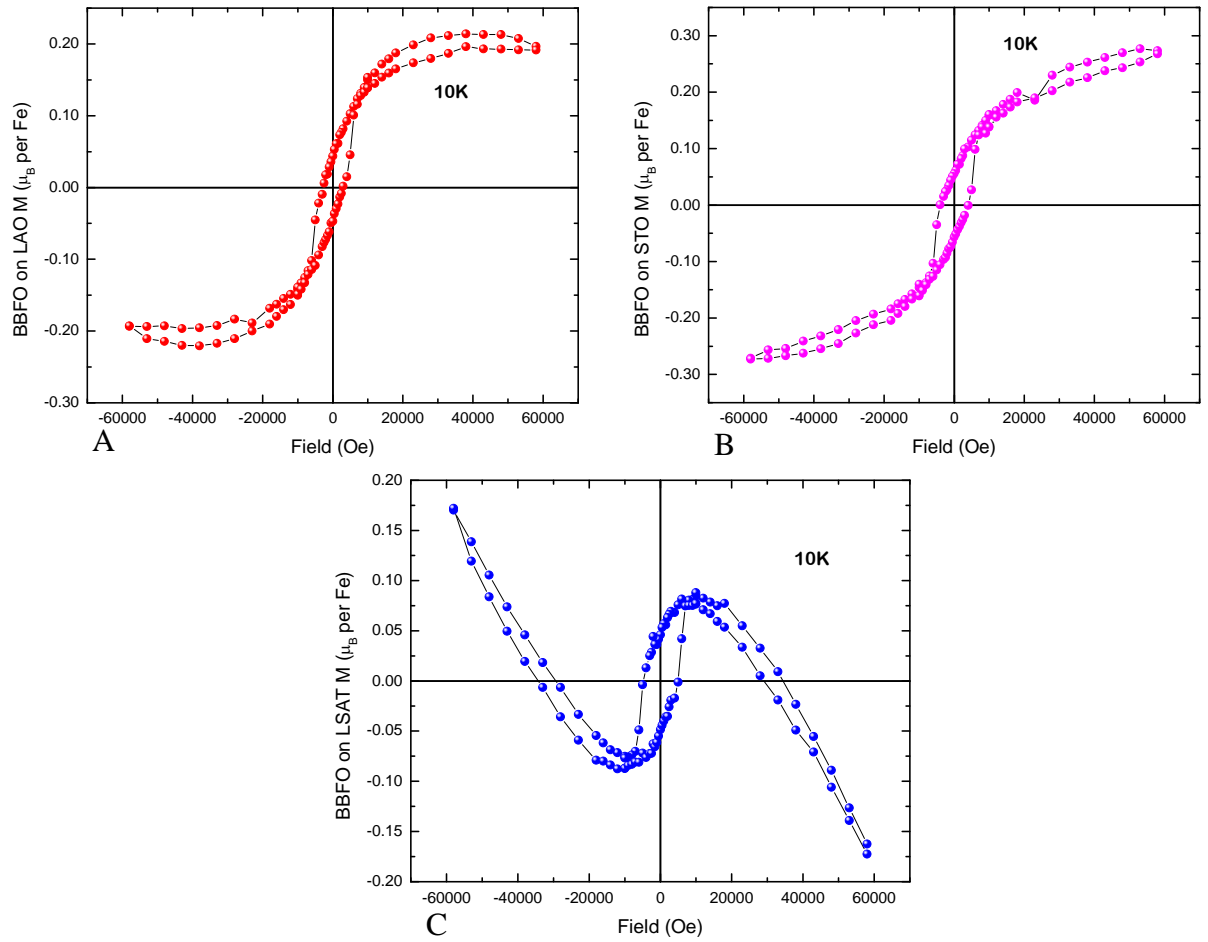 0.20
0.10
0.00
-0.10
-0.20
-0.30
-60000 -40000 -20000 0 20000 40000 60000
Field (Oe)
BBFO on LAO M (μB per Fe)
10K
A
0.30
0.20
0.10
0.00
-0.10
-0.20
-0.30
-60000 -40000 -20000 0 20000 40000 60000
Field (Oe)
BBFO on STO M (μB per Fe)
10K
B
0.20
0.15
0.10
0.05
0.00
-0.05
-0.10
-0.15
-0.20
-60000 -40000 -20000 0 20000 40000 60000
Field (Oe)
BBFO on LSAT M (μB per Fe)
10K
C